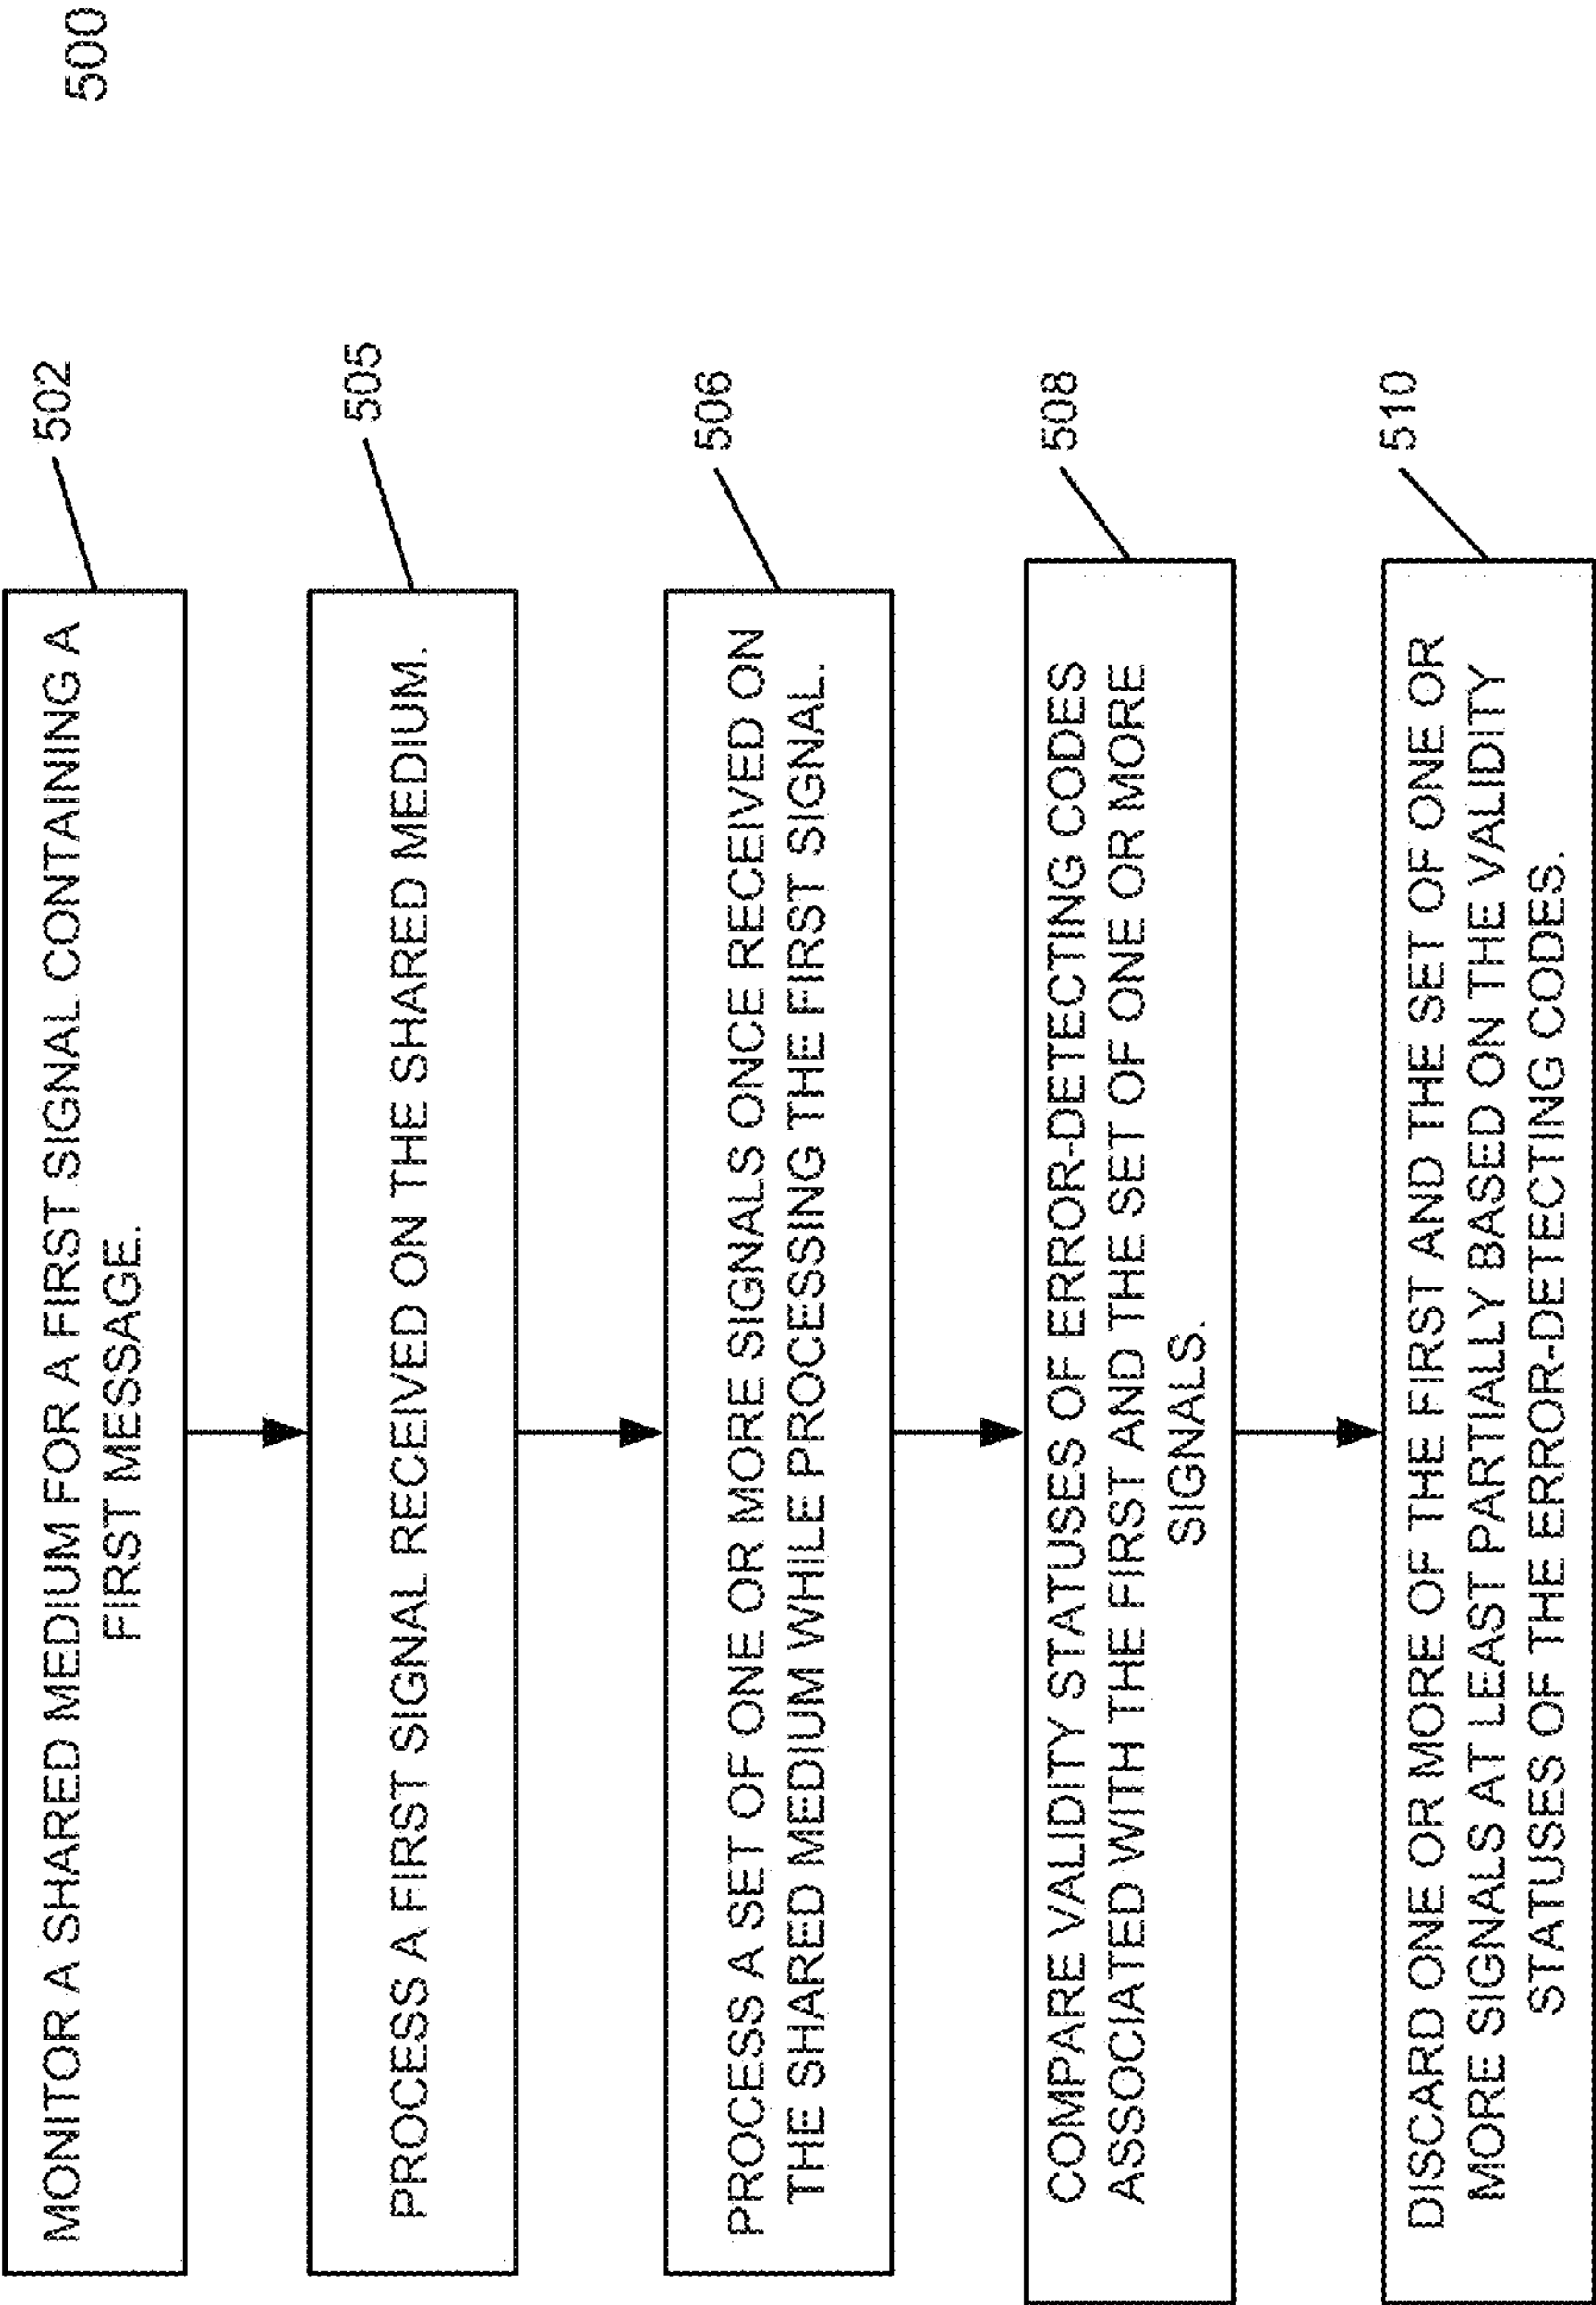 500
MONITOR A SHARED MEDIUM FOR A FIRST SIGNAL CONTAINING A
FIRST MESSAGE.
502
PROCESS A FIRST SIGNAL RECEIVED ON THE SHARED MEDIUM.
505
PROCESS A SET OF ONE OR MORE SIGNALS ONCE RECEIVED ON
THE SHARED MEDIUM WHILE PROCESSING THE FIRST SIGNAL.
506
COMPARE VALIDITY STATUSES OF ERROR-DETECTING CODES
ASSOCIATED WITH THE FIRST AND THE SET OF ONE OR MORE
SIGNALS.
508
DISCARD ONE OR MORE OF THE FIRST AND THE SET OF ONE OR
MORE SIGNALS AT LEAST PARTIALLY BASED ON THE VALIDITY
STATUSES OF THE ERROR-DETECTING CODES.
510